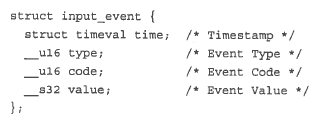 struct input_event {
  struct timeval time;  /* Timestamp */
  __u16 type;           /* Event Type */
  __u16 code;           /* Event Code */
  __s32 value;          /* Event Value */
};